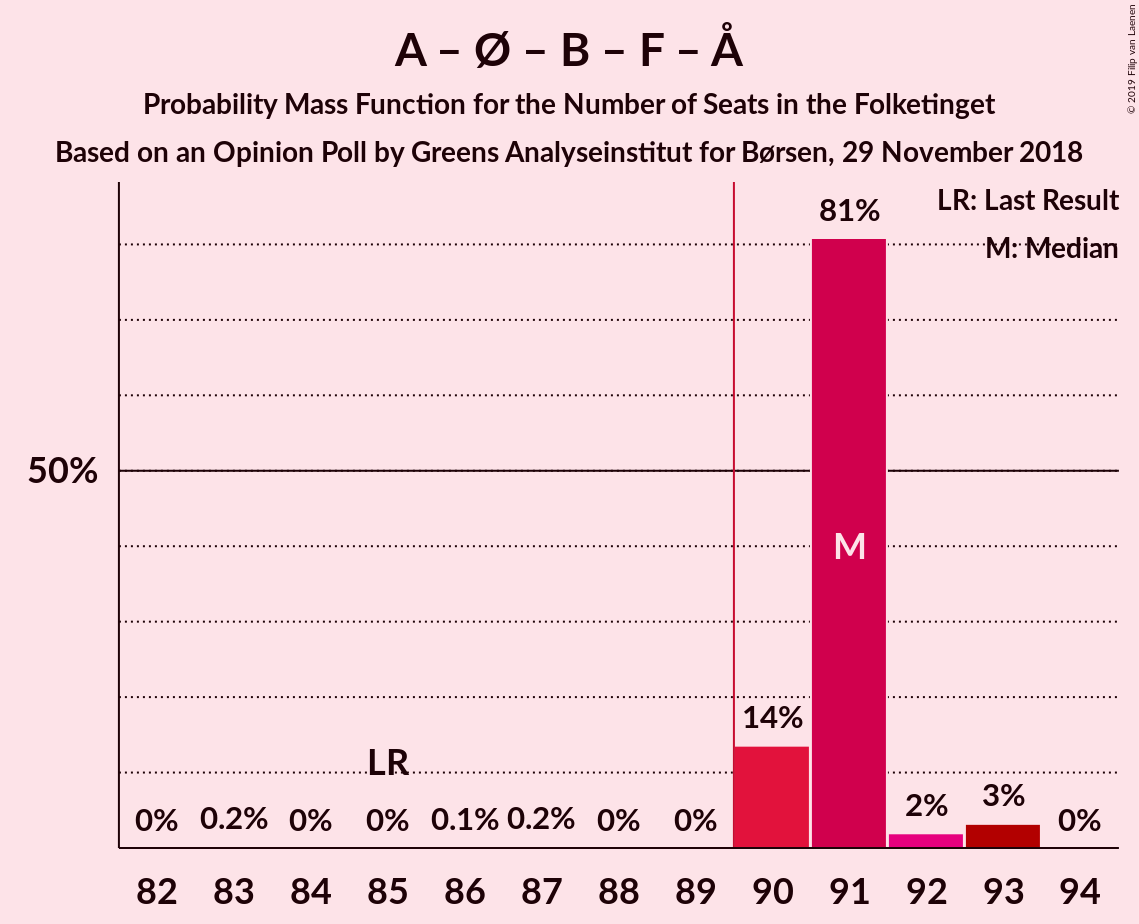 A – Ø – B – F – Å
Probability Mass Function for the Number of Seats in the Folketinget
Based on an Opinion Poll by Greens Analyseinstitut for Børsen, 29 November 2018
© 2019 Filip van Laenen
LR: Last Result
M: Median
81%
50%
M
14%
LR
0% 0.2% 0% 0% 0.1% 0.2% 0% 0% 2% 3% 0%
82 83 84 85 86 87 88 89 90 91 92 93 94